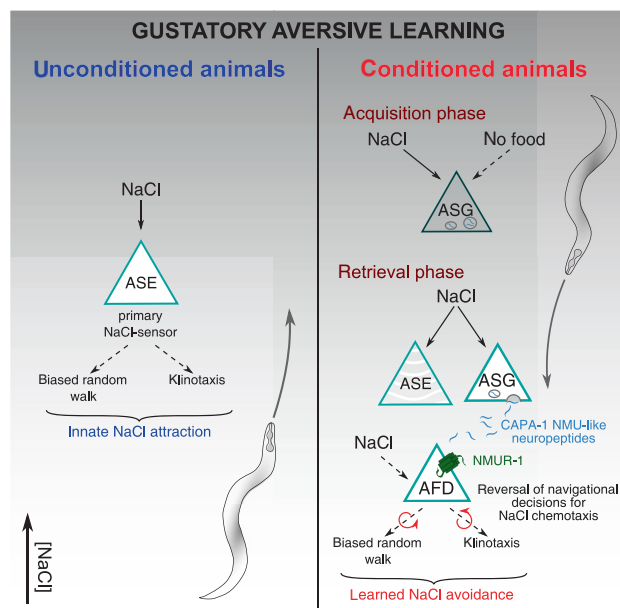 GUSTATORY AVERSIVE LEARNING
Unconditioned animals
NaCl
ASE
primary
NaCl-sensor
Biased random
walk
Klinotaxis
Innate NaCl attraction
[NaCl]
Conditioned animals
Acquisition phase
NaCl
No food
ASG
Retrieval phase
NaCl
ASE
ASG
CAPA-1 NMU-like
neuropeptides
NaCl
NMUR-1
AFD
Reversal of navigational
decisions for
NaCl chemotaxis
Biased random
walk
Klinotaxis
Learned NaCl avoidance